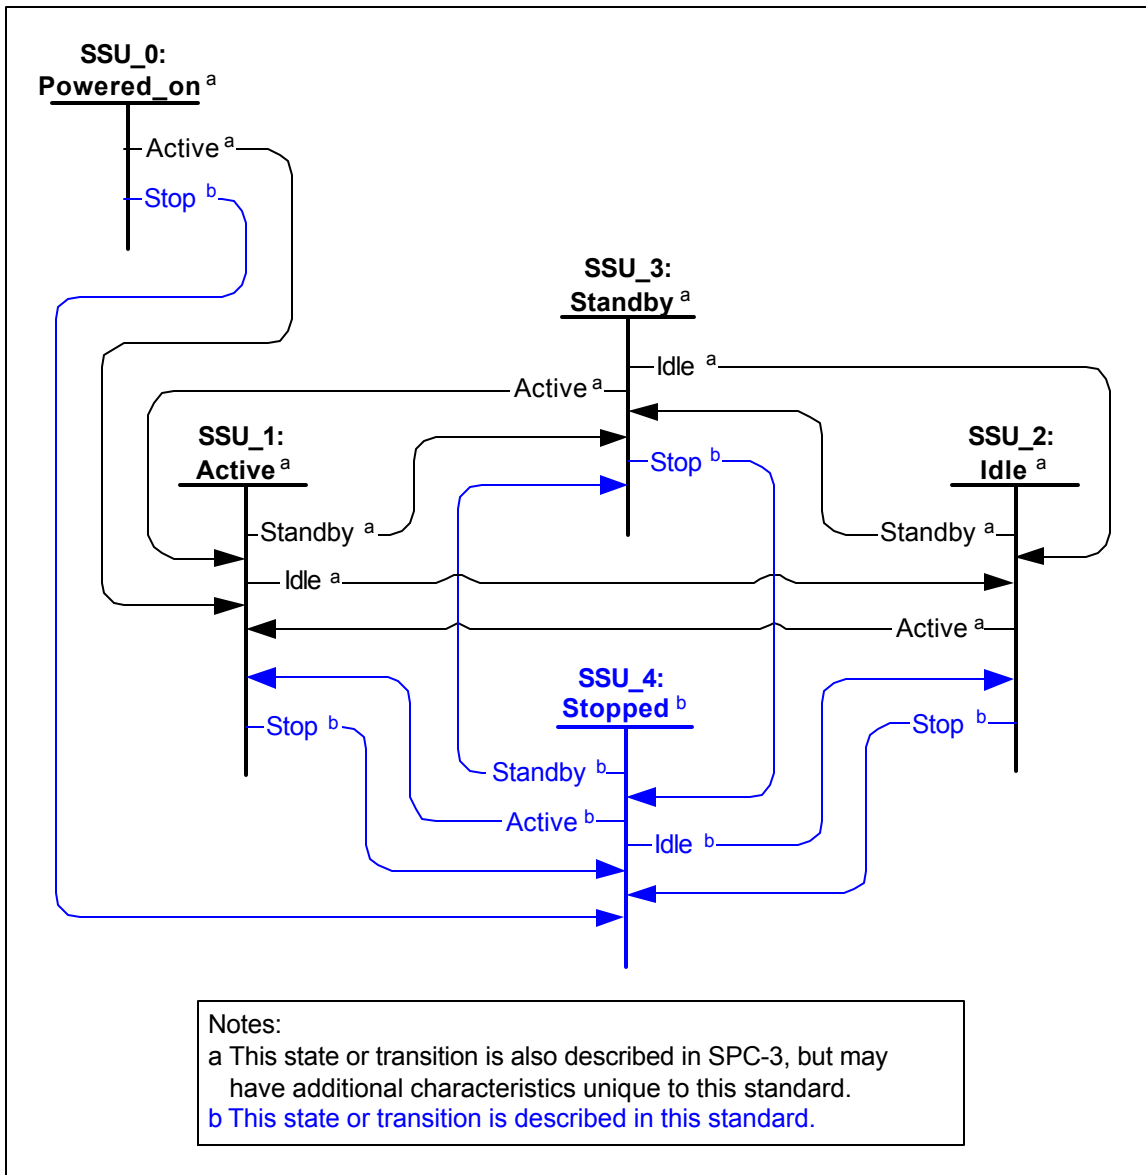 SSU_0:
Powered_on a
Active a
Stop b
SSU_3:
Standby a
Idle a
Active a
Stop b
SSU_1:
Active a
Standby a
Idle a
Stop b
SSU_2:
Idle a
Standby a
Active a
Stop b
SSU_4:
Stopped b
Standby b
Active b
Idle b
Notes:
a This state or transition is also described in SPC-3, but may
have additional characteristics unique to this standard.
b This state or transition is described in this standard.